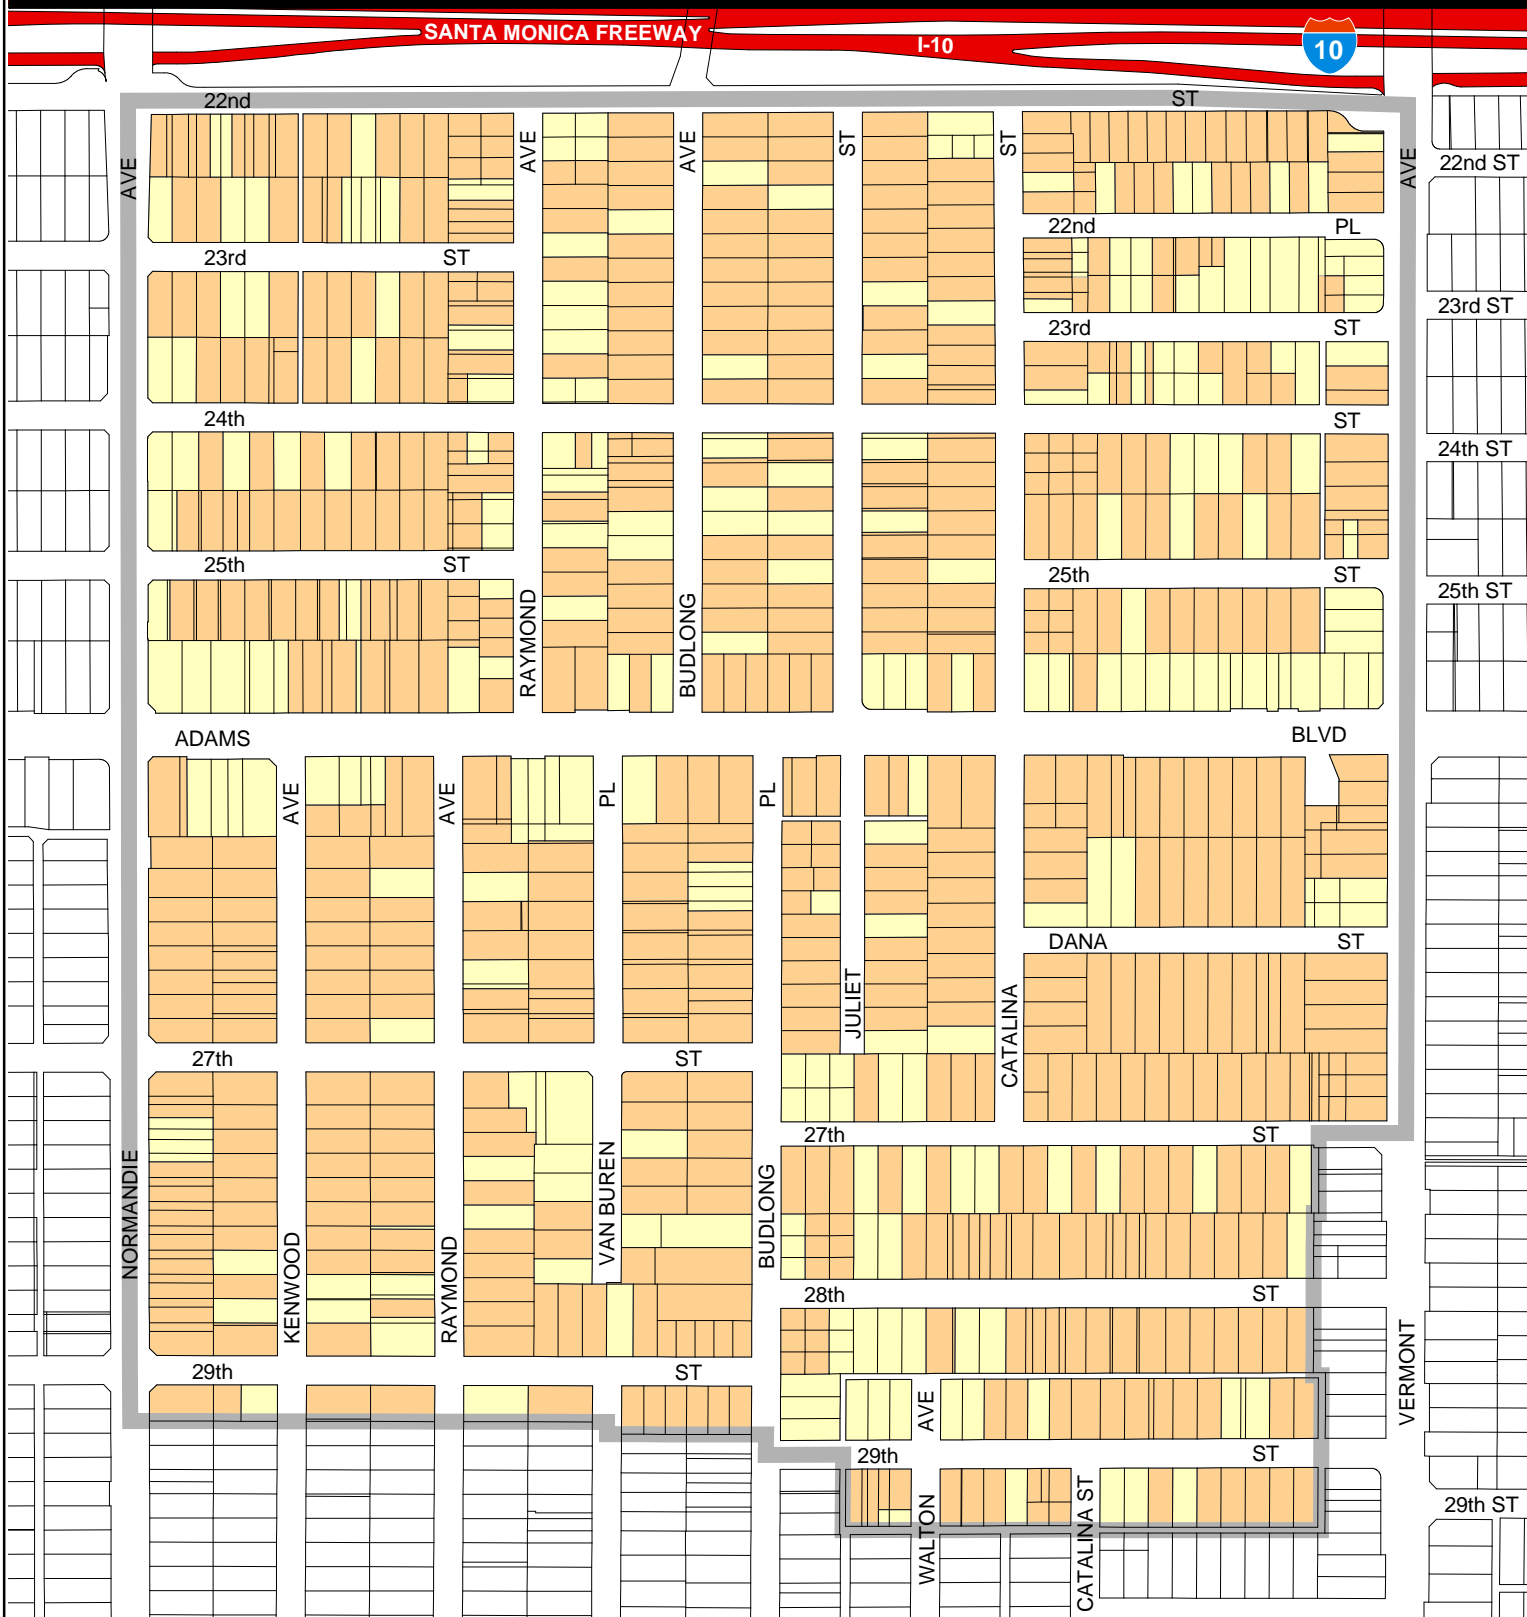 SANTA MONICA FREEWAY
I-10
10
22nd
ST
AVE
AVE
AVE
ST
ST
AVE
22nd ST
22nd
PL
23rd
ST
23rd ST
23rd
ST
24th
ST
24th ST
25th
ST
25th
ST
25th ST
RAYMOND
BUDLONG
ADAMS
BLVD
AVE
AVE
PL
PL
DANA
ST
JULIET
CATALINA
27th
ST
27th
ST
NORMANDIE
KENWOOD
RAYMOND
VAN BUREN
BUDLONG
28th
ST
VERMONT
29th
ST
AVE
29th
ST
WALTON
CATALINA ST
29th ST